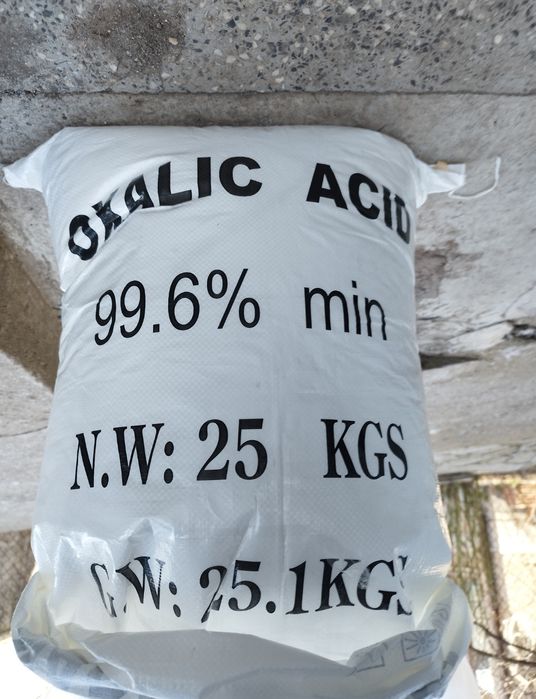 OXALIC ACID
99.6% min
N.W: 25 KGS
G.W: 25.1KGS